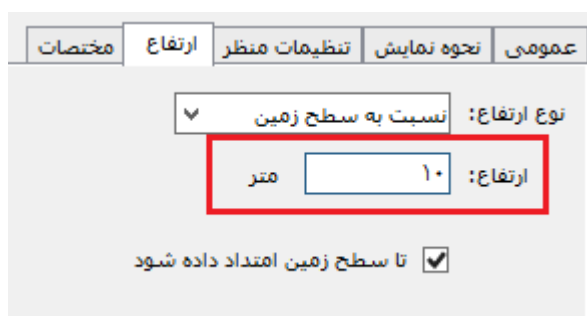 عمومی نحوه نمایش تنظیمات منظر ارتفاع مختصات
نوع ارتفاع: نسبت به سطح زمین
ارتفاع: ۱۰ متر
تا سطح زمین امتداد داده شود